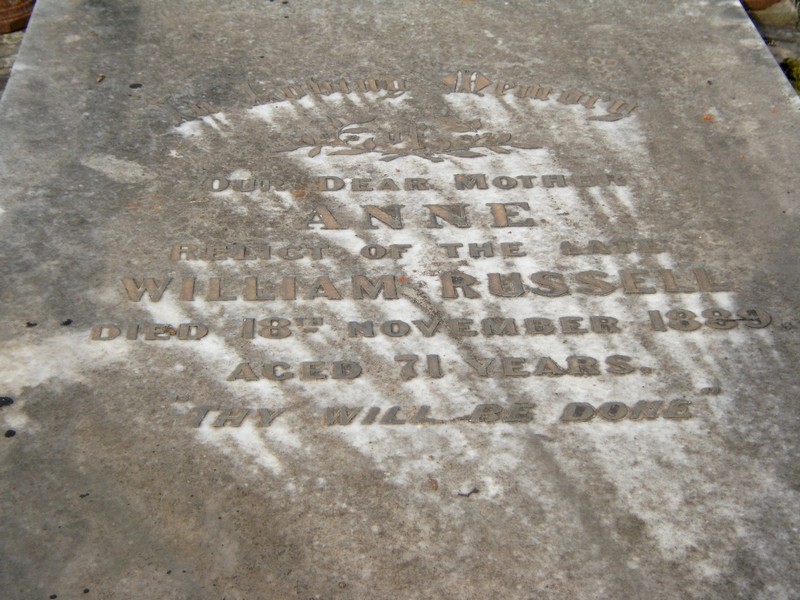 In Loving Memory
OUR DEAR MOTHER
ANNE
RELICT OF THE LATE
WILLIAM RUSSELL
DIED 18TH NOVEMBER 1889,
AGED 71 YEARS.
"THY WILL BE DONE"